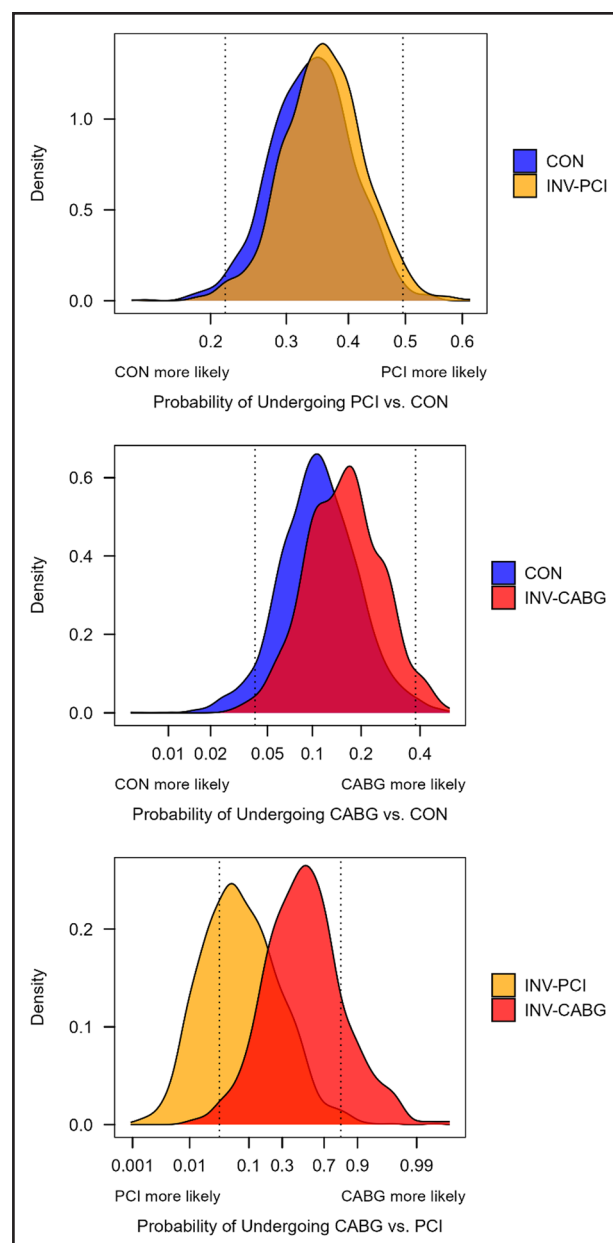 Density
1.0
0.5
0.0
0.2 0.3 0.4 0.5 0.6
CON more likely PCI more likely
Probability of Undergoing PCI vs. CON
CON
INV-PCI
Density
0.6
0.4
0.2
0.0
0.01 0.02 0.05 0.1 0.2 0.4
CON more likely CABG more likely
Probability of Undergoing CABG vs. CON
CON
INV-CABG
Density
0.2
0.1
0.0
0.001 0.01 0.1 0.3 0.7 0.9 0.99
PCI more likely CABG more likely
Probability of Undergoing CABG vs. PCI
INV-PCI
INV-CABG